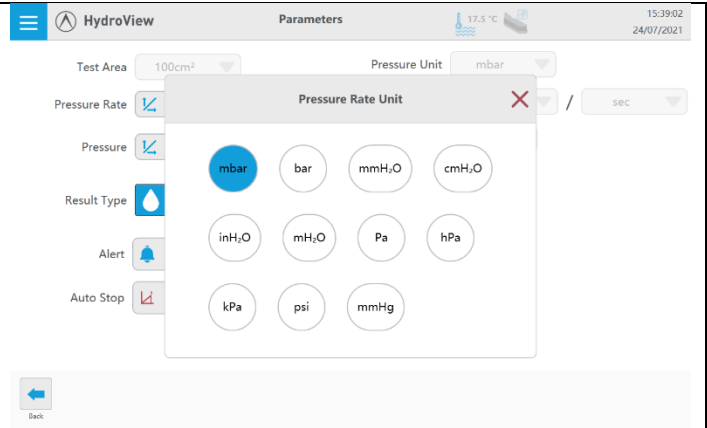 HydroView
Parameters
17.5 °C
15:39:02
24/07/2021
Test Area
100cm²
Pressure Unit
mbar
Pressure Rate
/
sec
Pressure Rate Unit
Pressure
mbar
bar
mmH₂O
cmH₂O
Result Type
inH₂O
mH₂O
Pa
hPa
Alert
Auto Stop
kPa
psi
mmHg
Back